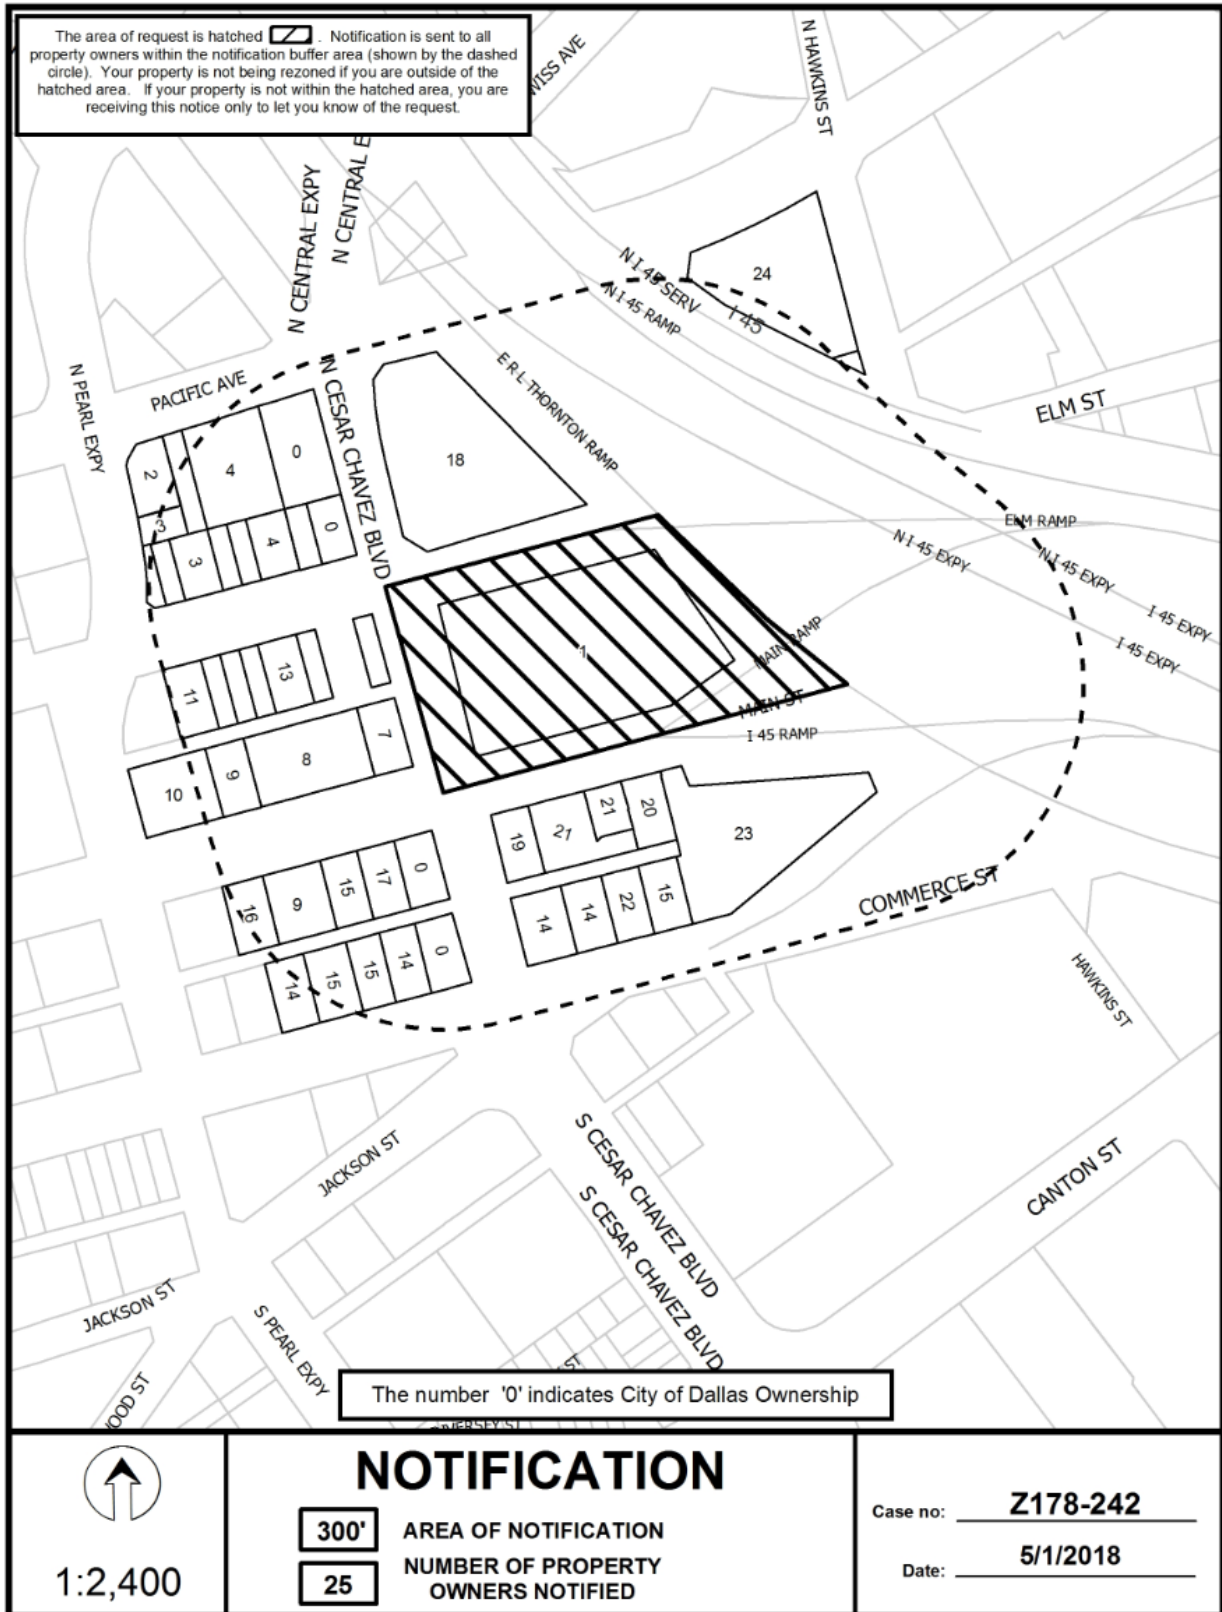 The area of request is hatched . Notification is sent to all
property owners within the notification buffer area (shown by the dashed
circle). Your property is not being rezoned if you are outside of the
hatched area. If your property is not within the hatched area, you are
receiving this notice only to let you know of the request.
N HAWKINS ST
N CENTRAL EXPY
N CENTRAL E
N I 45 SERV
N I 45 RAMP
I 45
24
N PEARL EXPY
PACIFIC AVE
N CESAR CHAVEZ BLVD
E R L THORNTON RAMP
ELM ST
2
4
0
18
3
3
4
0
ELM RAMP
N I 45 EXPY
N I 45 EXPY
I 45 EXPY
I 45 EXPY
1
MAIN RAMP
MAIN ST
I 45 RAMP
11
13
10
9
8
7
19
21
21
20
23
16
9
15
17
0
14
14
22
15
COMMERCE ST
14
15
15
14
0
HAWKINS ST
JACKSON ST
S CESAR CHAVEZ BLVD
S CESAR CHAVEZ BLVD
CANTON ST
JACKSON ST
S PEARL EXPY
The number '0' indicates City of Dallas Ownership
1:2,400
NOTIFICATION
300' AREA OF NOTIFICATION
25 NUMBER OF PROPERTY
OWNERS NOTIFIED
Case no: Z178-242
Date: 5/1/2018